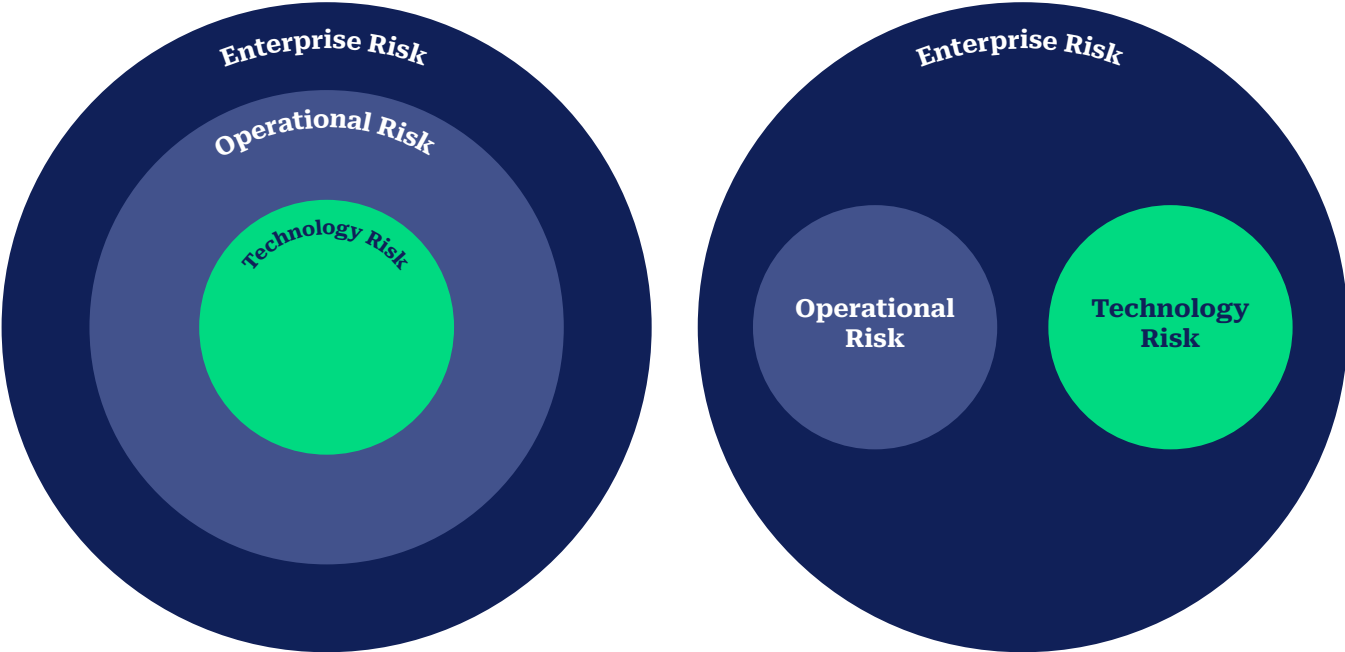 Enterprise Risk
Operational Risk
Technology Risk
Enterprise Risk
Operational
Risk
Technology
Risk